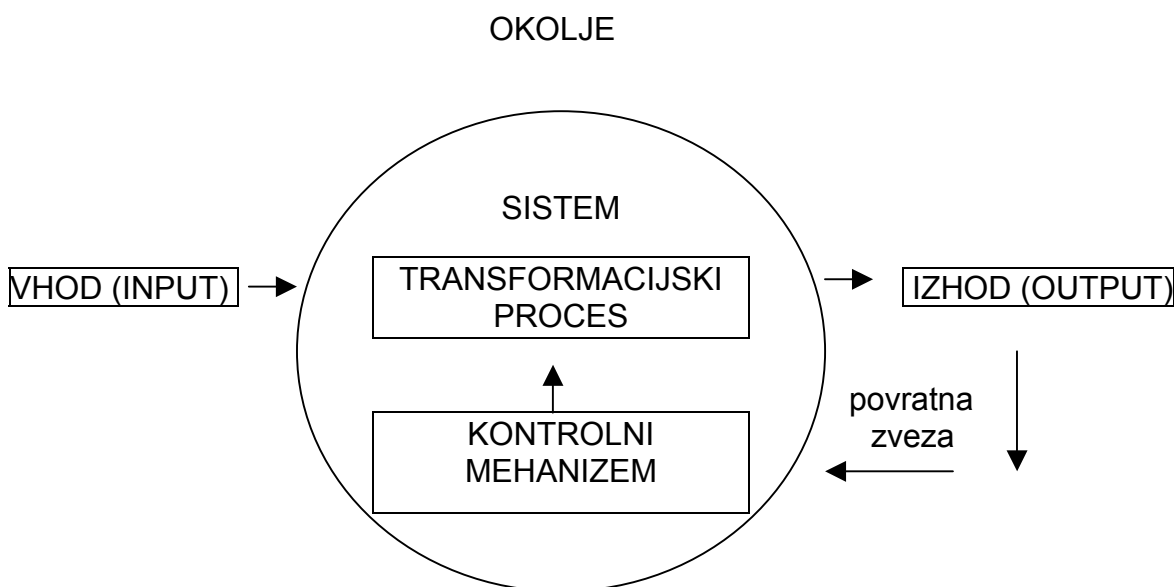 OKOLJE
SISTEM
VHOD (INPUT)
TRANSFORMACIJSKI
PROCES
IZHOD (OUTPUT)
KONTROLNI
MEHANIZEM
povratna
zveza